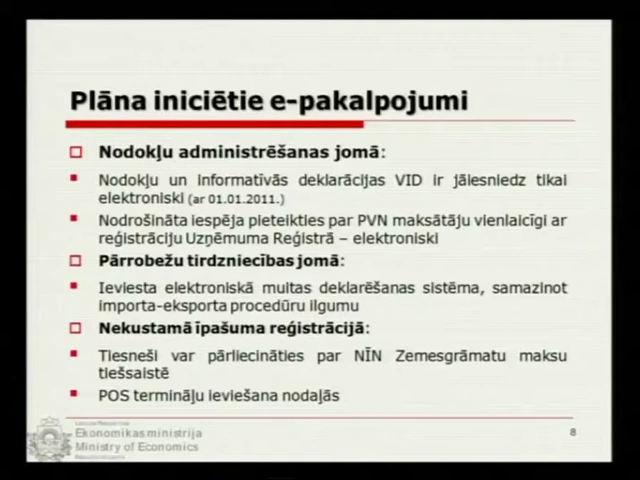 Plāna iniciētie e-pakalpojumi
Nodokļu administrēšanas jomā:
Nodokļu un informatīvās deklarācijas VID ir jāiesniedz tikai
elektroniski (ar 01.01.2011.)
Nodrošināta iespēja pieteikties par PVN maksātāju vienlaicīgi ar
reģistrāciju Uzņēmuma Reģistrā – elektroniski
Pārrobežu tirdzniecības jomā:
Ieviesta elektroniskā muitas deklarēšanas sistēma, samazinot
importa-eksporta procedūru ilgumu
Nekustamā īpašuma reģistrācijā:
Tiesneši var pārliecināties par NĪN Zemesgrāmatu maksu
tiešsaistē
POS termināļu ieviešana nodaļās
Ekonomikas ministrija
Ministry of Economics
8